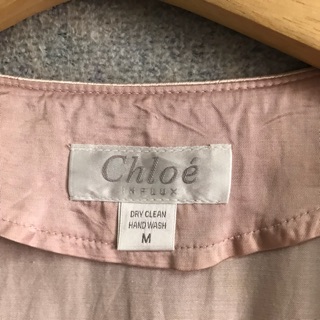 Chloé
DRY CLEAN
HAND WASH
M